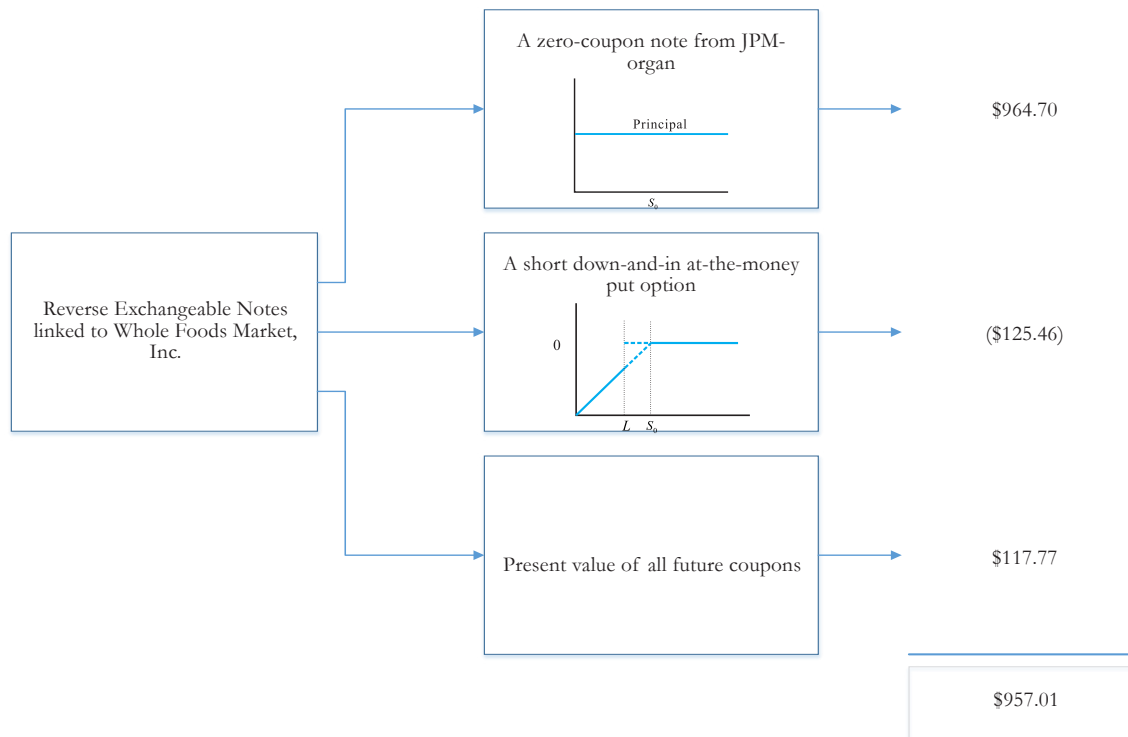 A zero-coupon note from JPM-
organ
Principal
S₀
$964.70
Reverse Exchangeable Notes
linked to Whole Foods Market,
Inc.
A short down-and-in at-the-money
put option
0
L S₀
($125.46)
Present value of all future coupons
$117.77
$957.01